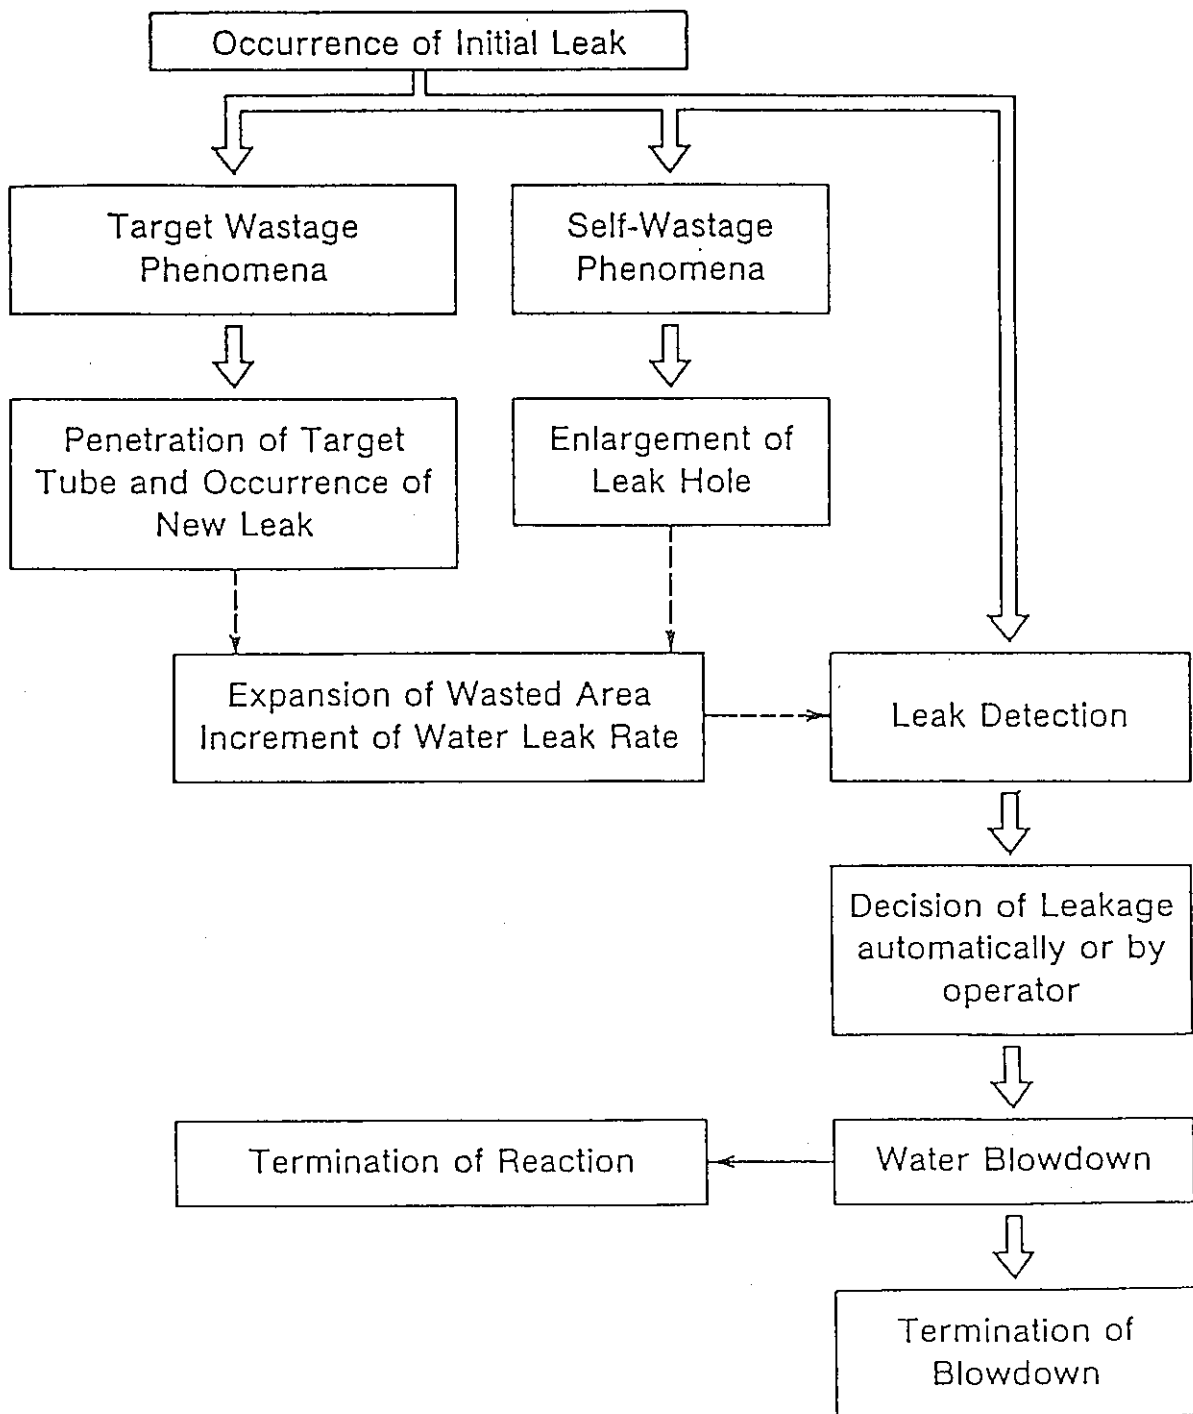 Occurrence of Initial Leak
Target Wastage
Phenomena
Self-Wastage
Phenomena
Penetration of Target
Tube and Occurrence of
New Leak
Enlargement of
Leak Hole
Expansion of Wasted Area
Increment of Water Leak Rate
Leak Detection
Decision of Leakage
automatically or by
operator
Termination of Reaction
Water Blowdown
Termination of
Blowdown